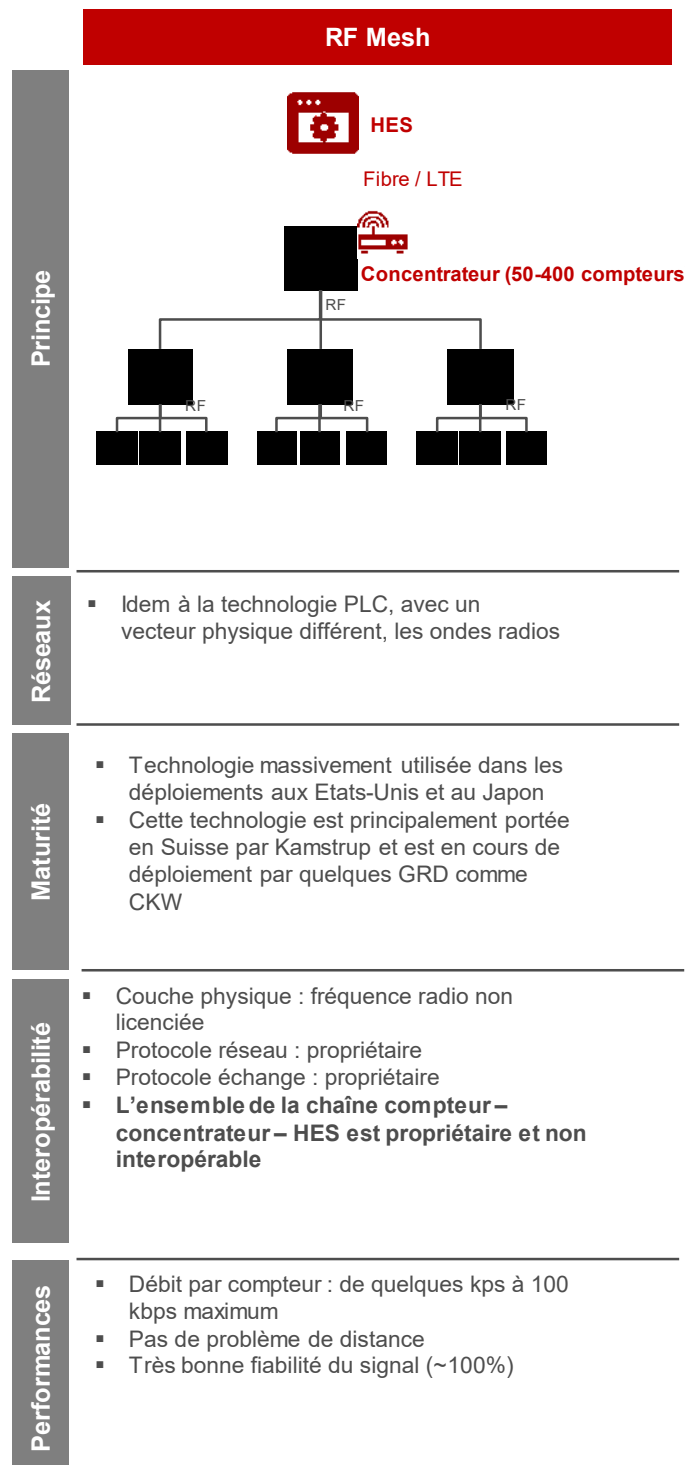 RF Mesh
Principe
HES
Fibre / LTE
Concentrateur (50-400 compteurs
RF
RF
RF
RF
Réseaux
▪ Idem à la technologie PLC, avec un
vecteur physique différent, les ondes radios
Maturité
▪ Technologie massivement utilisée dans les
déploiements aux Etats-Unis et au Japon
▪ Cette technologie est principalement portée
en Suisse par Kamstrup et est en cours de
déploiement par quelques GRD comme
CKW
Interopérabilité
▪ Couche physique : fréquence radio non
licenciée
▪ Protocole réseau : propriétaire
▪ Protocole échange : propriétaire
▪ L’ensemble de la chaîne compteur –
concentrateur – HES est propriétaire et non
interopérable
Performances
▪ Débit par compteur : de quelques kps à 100
kbps maximum
▪ Pas de problème de distance
▪ Très bonne fiabilité du signal (~100%)